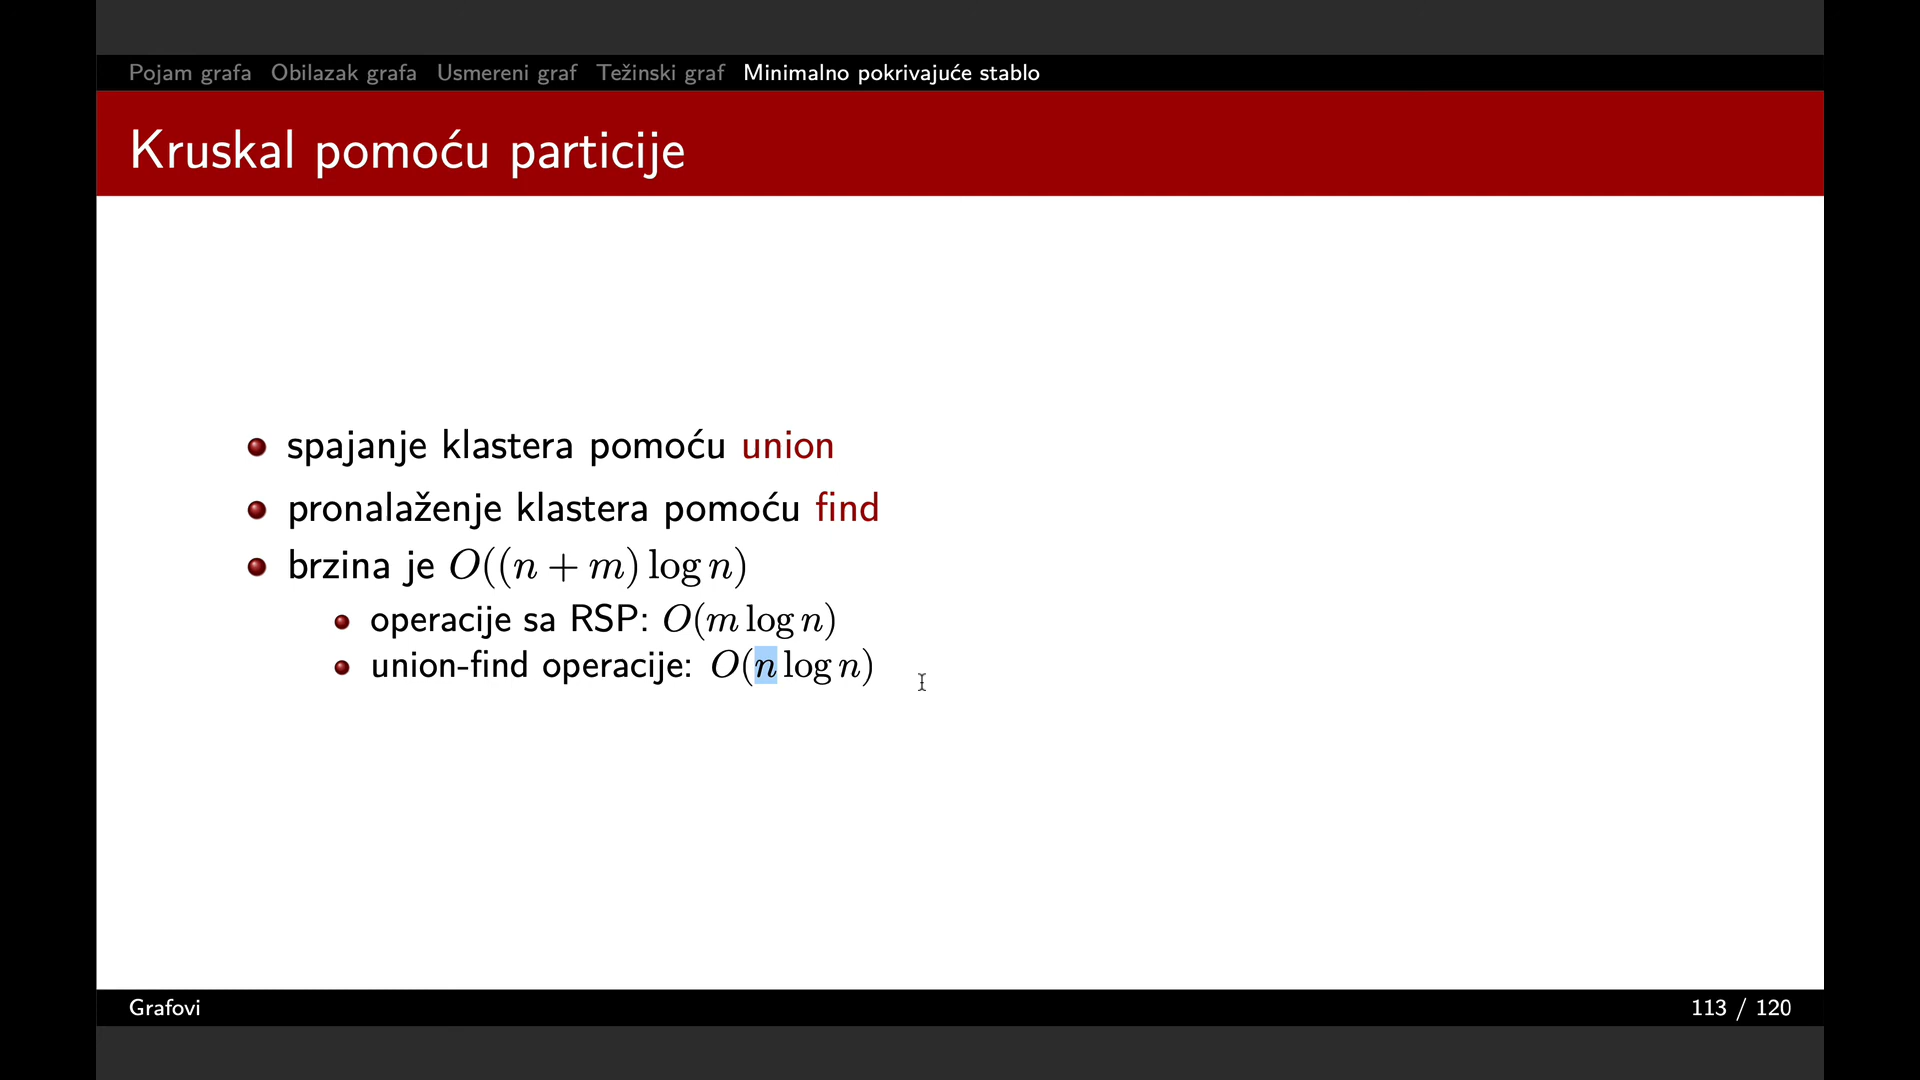 Pojam grafa Obilazak grafa Usmereni graf Težinski graf Minimalno pokrivajuće stablo
Kruskal pomoću particije
spajanje klastera pomoću union
pronalaženje klastera pomoću find
brzina je O((n + m) log n)
operacije sa RSP: O(m log n)
union-find operacije: O(n log n)
Grafovi 113 / 120